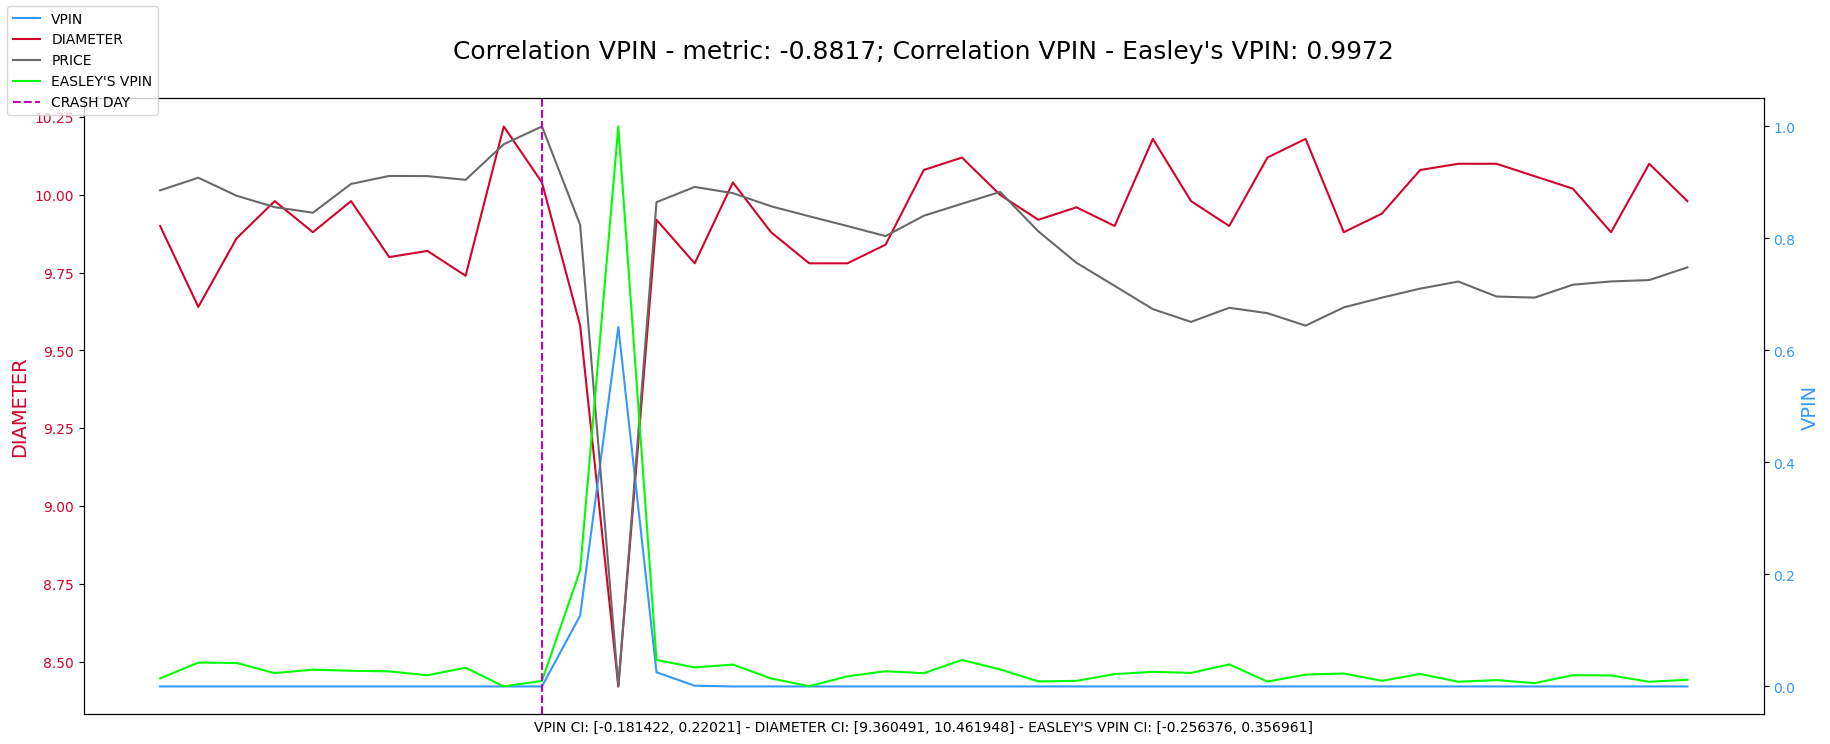 VPIN
DIAMETER
PRICE
EASLEY'S VPIN
CRASH DAY
Correlation VPIN - metric: -0.8817; Correlation VPIN - Easley's VPIN: 0.9972
10.25
10.00
9.75
9.50
9.25
9.00
8.75
8.50
DIAMETER
1.0
0.8
0.6
0.4
0.2
0.0
VPIN
VPIN CI: [-0.181422, 0.22021] - DIAMETER CI: [9.360491, 10.461948] - EASLEY'S VPIN CI: [-0.256376, 0.356961]